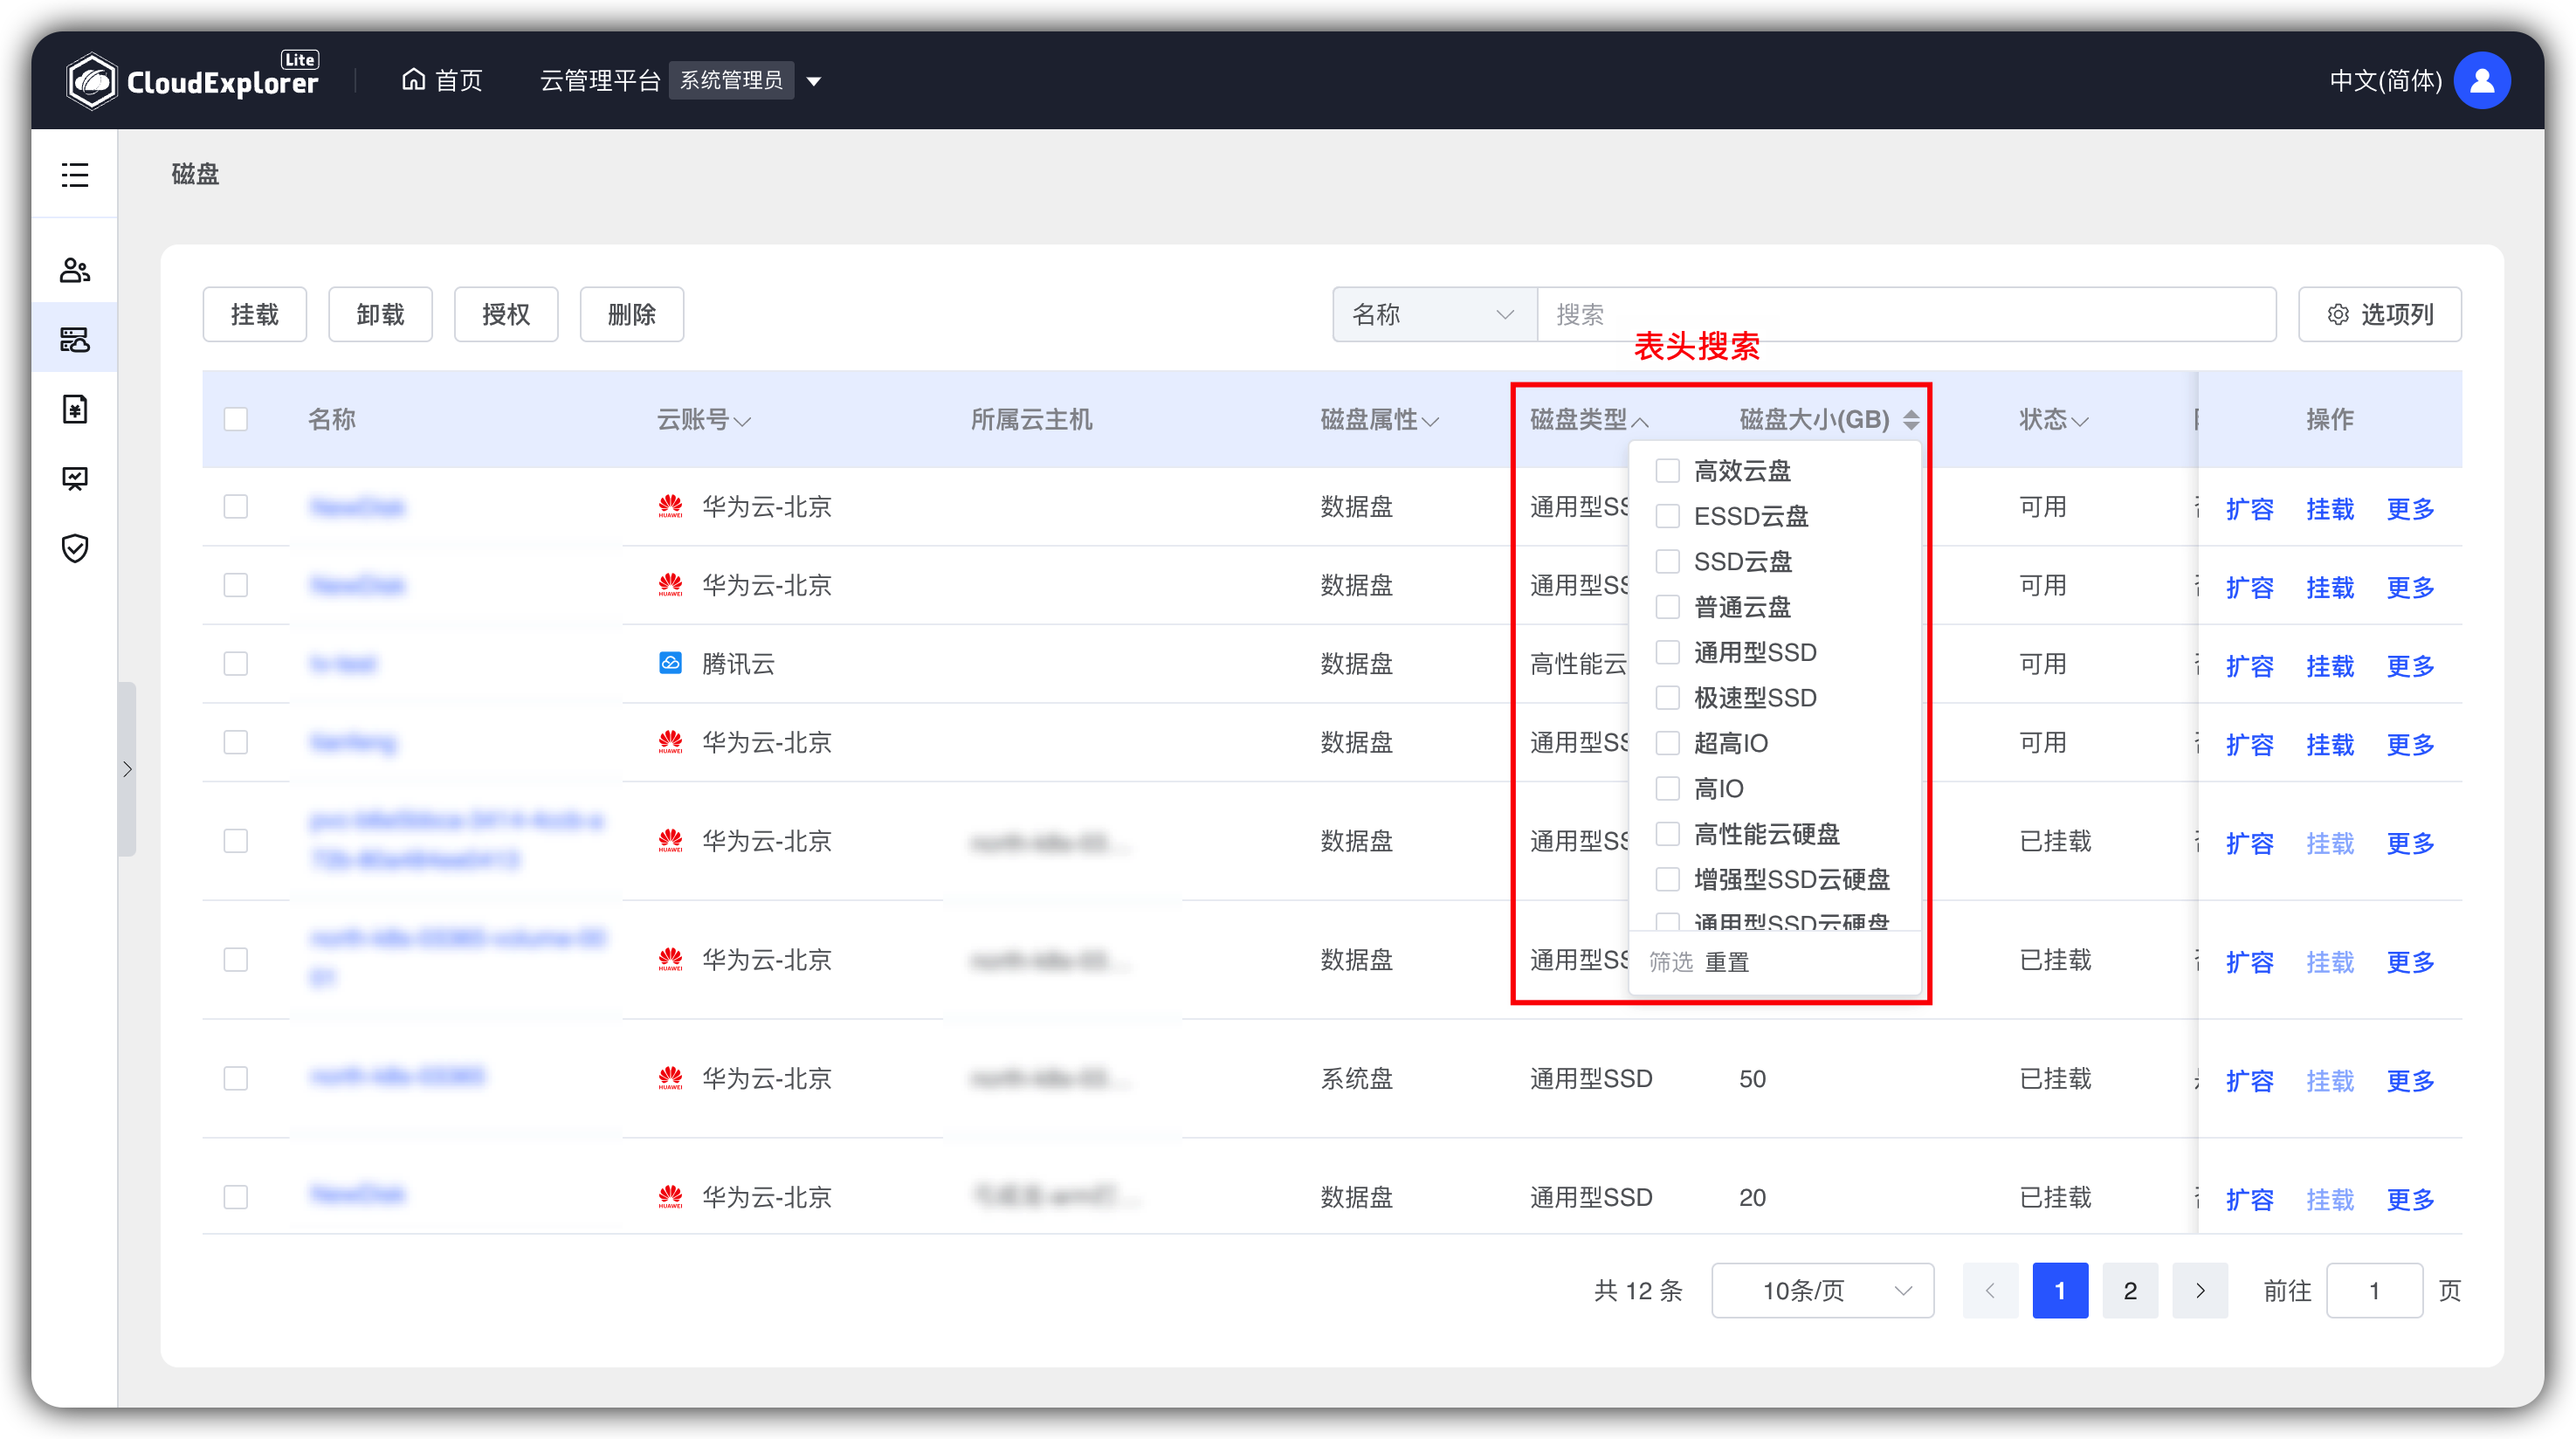 CloudExplorer Lite
首页
云管理平台 系统管理员
中文(简体)
磁盘
挂载 卸载 授权 删除
名称 搜索 选项列
表头搜索
名称 云账号 所属云主机 磁盘属性 磁盘类型 磁盘大小(GB) 状态 操作
HUAWEI 华为云-北京 数据盘 通用型SS 可用 扩容 挂载 更多
HUAWEI 华为云-北京 数据盘 通用型SS 可用 扩容 挂载 更多
腾讯云 数据盘 高性能云 可用 扩容 挂载 更多
HUAWEI 华为云-北京 数据盘 通用型SS 可用 扩容 挂载 更多
HUAWEI 华为云-北京 数据盘 通用型SS 已挂载 扩容 挂载 更多
HUAWEI 华为云-北京 数据盘 通用型SS 已挂载 扩容 挂载 更多
HUAWEI 华为云-北京 系统盘 通用型SSD 50 已挂载 扩容 挂载 更多
HUAWEI 华为云-北京 数据盘 通用型SSD 20 已挂载 扩容 挂载 更多
高效云盘
ESSD云盘
SSD云盘
普通云盘
通用型SSD
极速型SSD
超高IO
高IO
高性能云硬盘
增强型SSD云硬盘
通用型SSD云硬盘
筛选 重置
共 12 条 10条/页 1 2 前往 1 页